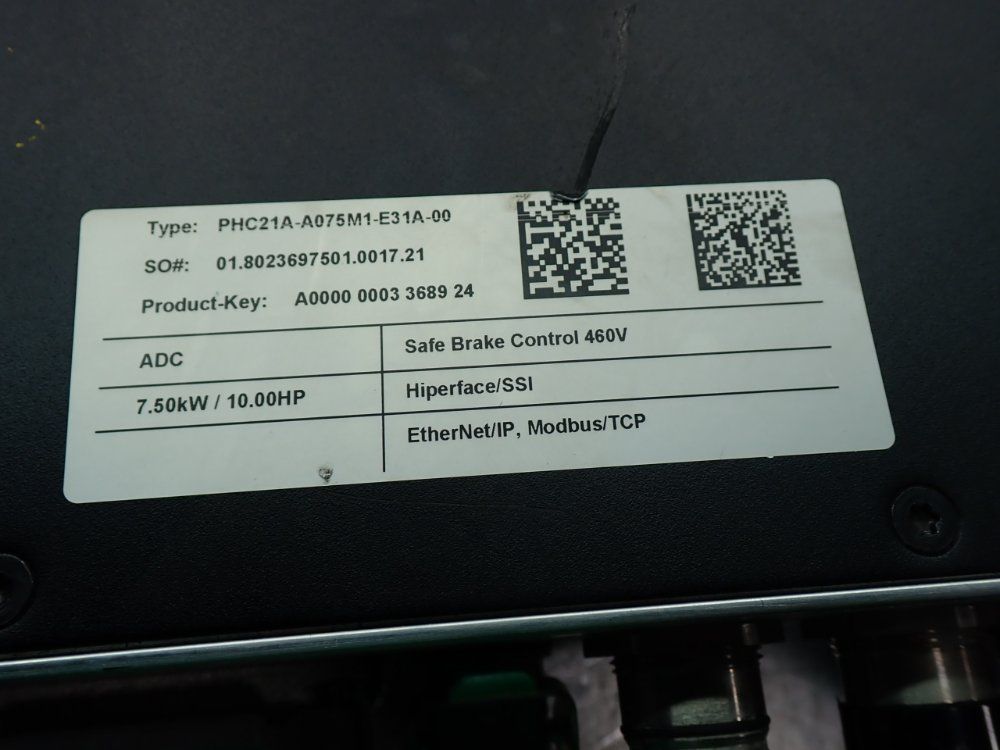 Type: PHC21A-A075M1-E31A-00
SO#: 01.8023697501.0017.21
Product-Key: A0000 0003 3689 24
ADC
Safe Brake Control 460V
7.50kW / 10.00HP
Hiperface/SSI
EtherNet/IP, Modbus/TCP